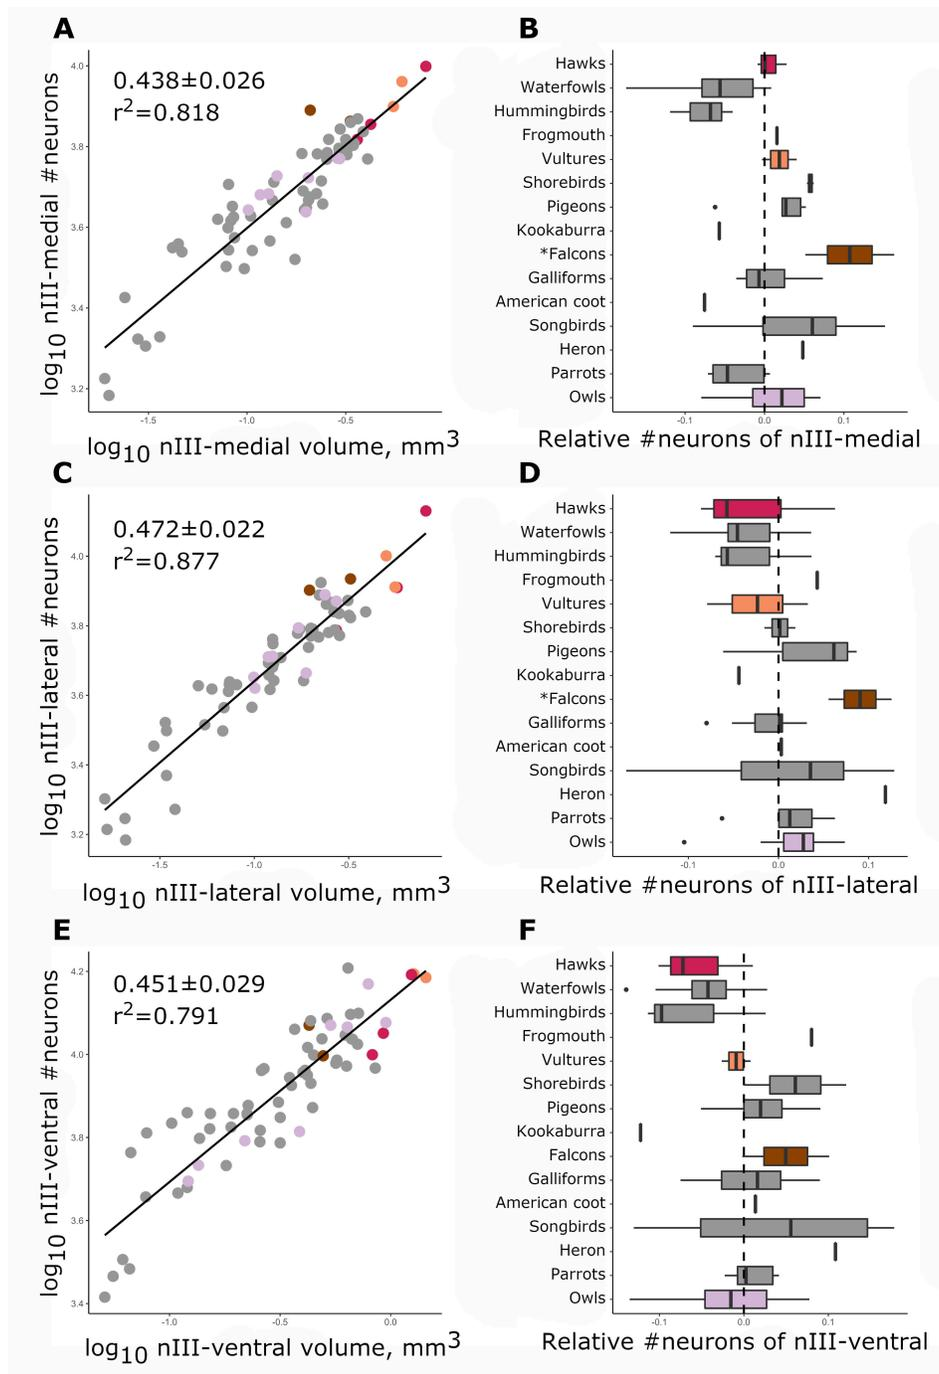 A
0.438±0.026
r2=0.818
4.0
3.8
3.6
3.4
3.2
log10 nIII-medial #neurons
-1.5
-1.0
-0.5
log10 nIII-medial volume, mm3
B
Hawks
Waterfowls
Hummingbirds
Frogmouth
Vultures
Shorebirds
Pigeons
Kookaburra
*Falcons
Galliforms
American coot
Songbirds
Heron
Parrots
Owls
-0.1
0.0
0.1
Relative #neurons of nIII-medial
C
0.472±0.022
r2=0.877
4.0
3.8
3.6
3.4
3.2
log10 nIII-lateral #neurons
-1.5
-1.0
-0.5
log10 nIII-lateral volume, mm3
D
Hawks
Waterfowls
Hummingbirds
Frogmouth
Vultures
Shorebirds
Pigeons
Kookaburra
*Falcons
Galliforms
American coot
Songbirds
Heron
Parrots
Owls
-0.1
0.0
0.1
Relative #neurons of nIII-lateral
E
0.451±0.029
r2=0.791
4.2
4.0
3.8
3.6
3.4
log10 nIII-ventral #neurons
-1.0
-0.5
0.0
log10 nIII-ventral volume, mm3
F
Hawks
Waterfowls
Hummingbirds
Frogmouth
Vultures
Shorebirds
Pigeons
Kookaburra
Falcons
Galliforms
American coot
Songbirds
Heron
Parrots
Owls
-0.1
0.0
0.1
Relative #neurons of nIII-ventral